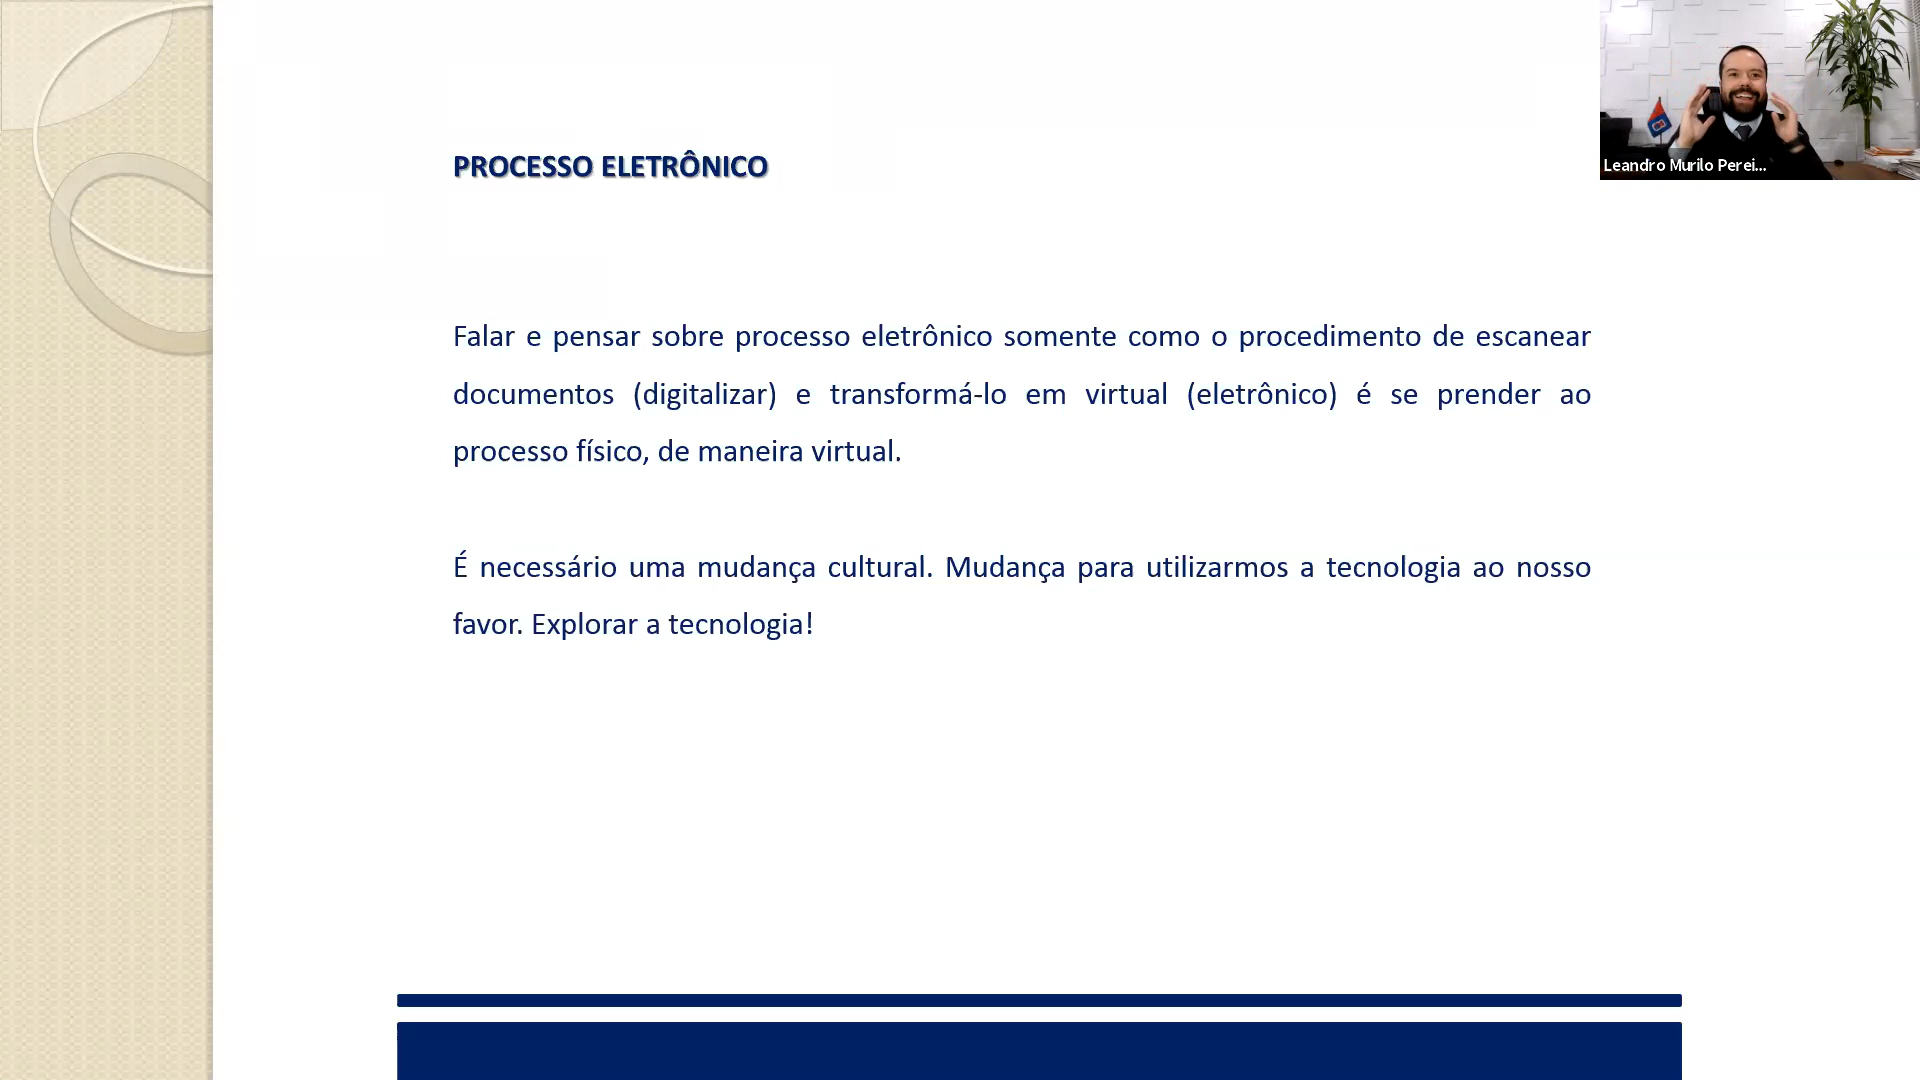 PROCESSO ELETRÔNICO
Leandro Murilo Perei...
Falar e pensar sobre processo eletrônico somente como o procedimento de escanear
documentos (digitalizar) e transformá-lo em virtual (eletrônico) é se prender ao
processo físico, de maneira virtual.
É necessário uma mudança cultural. Mudança para utilizarmos a tecnologia ao nosso
favor. Explorar a tecnologia!